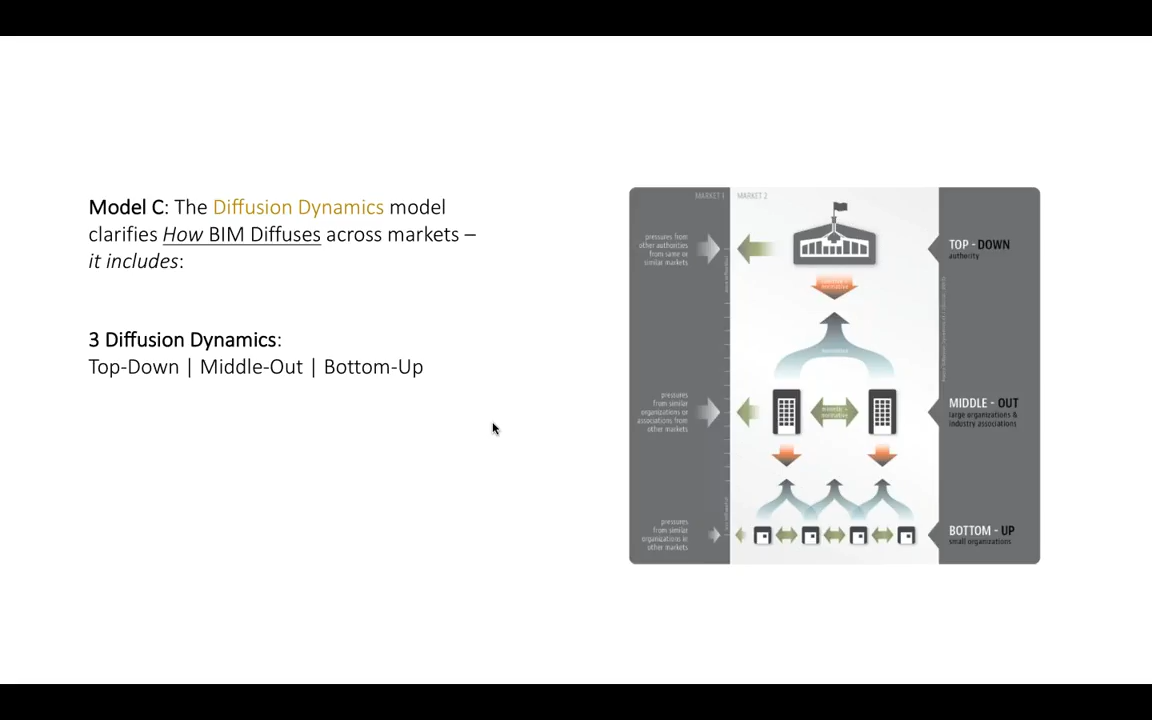 Model C: The Diffusion Dynamics model
clarifies How BIM Diffuses across markets –
it includes:
3 Diffusion Dynamics:
Top-Down | Middle-Out | Bottom-Up
MARKET 1
MARKET 2
pressures from
other authorities
from same or
similar markets
TOP - DOWN
authority
normative
pressures
from similar
organizations or
associations from
other markets
MIDDLE - OUT
large organizations &
industry associations
pressures
from similar
organizations in
other markets
BOTTOM - UP
small organizations